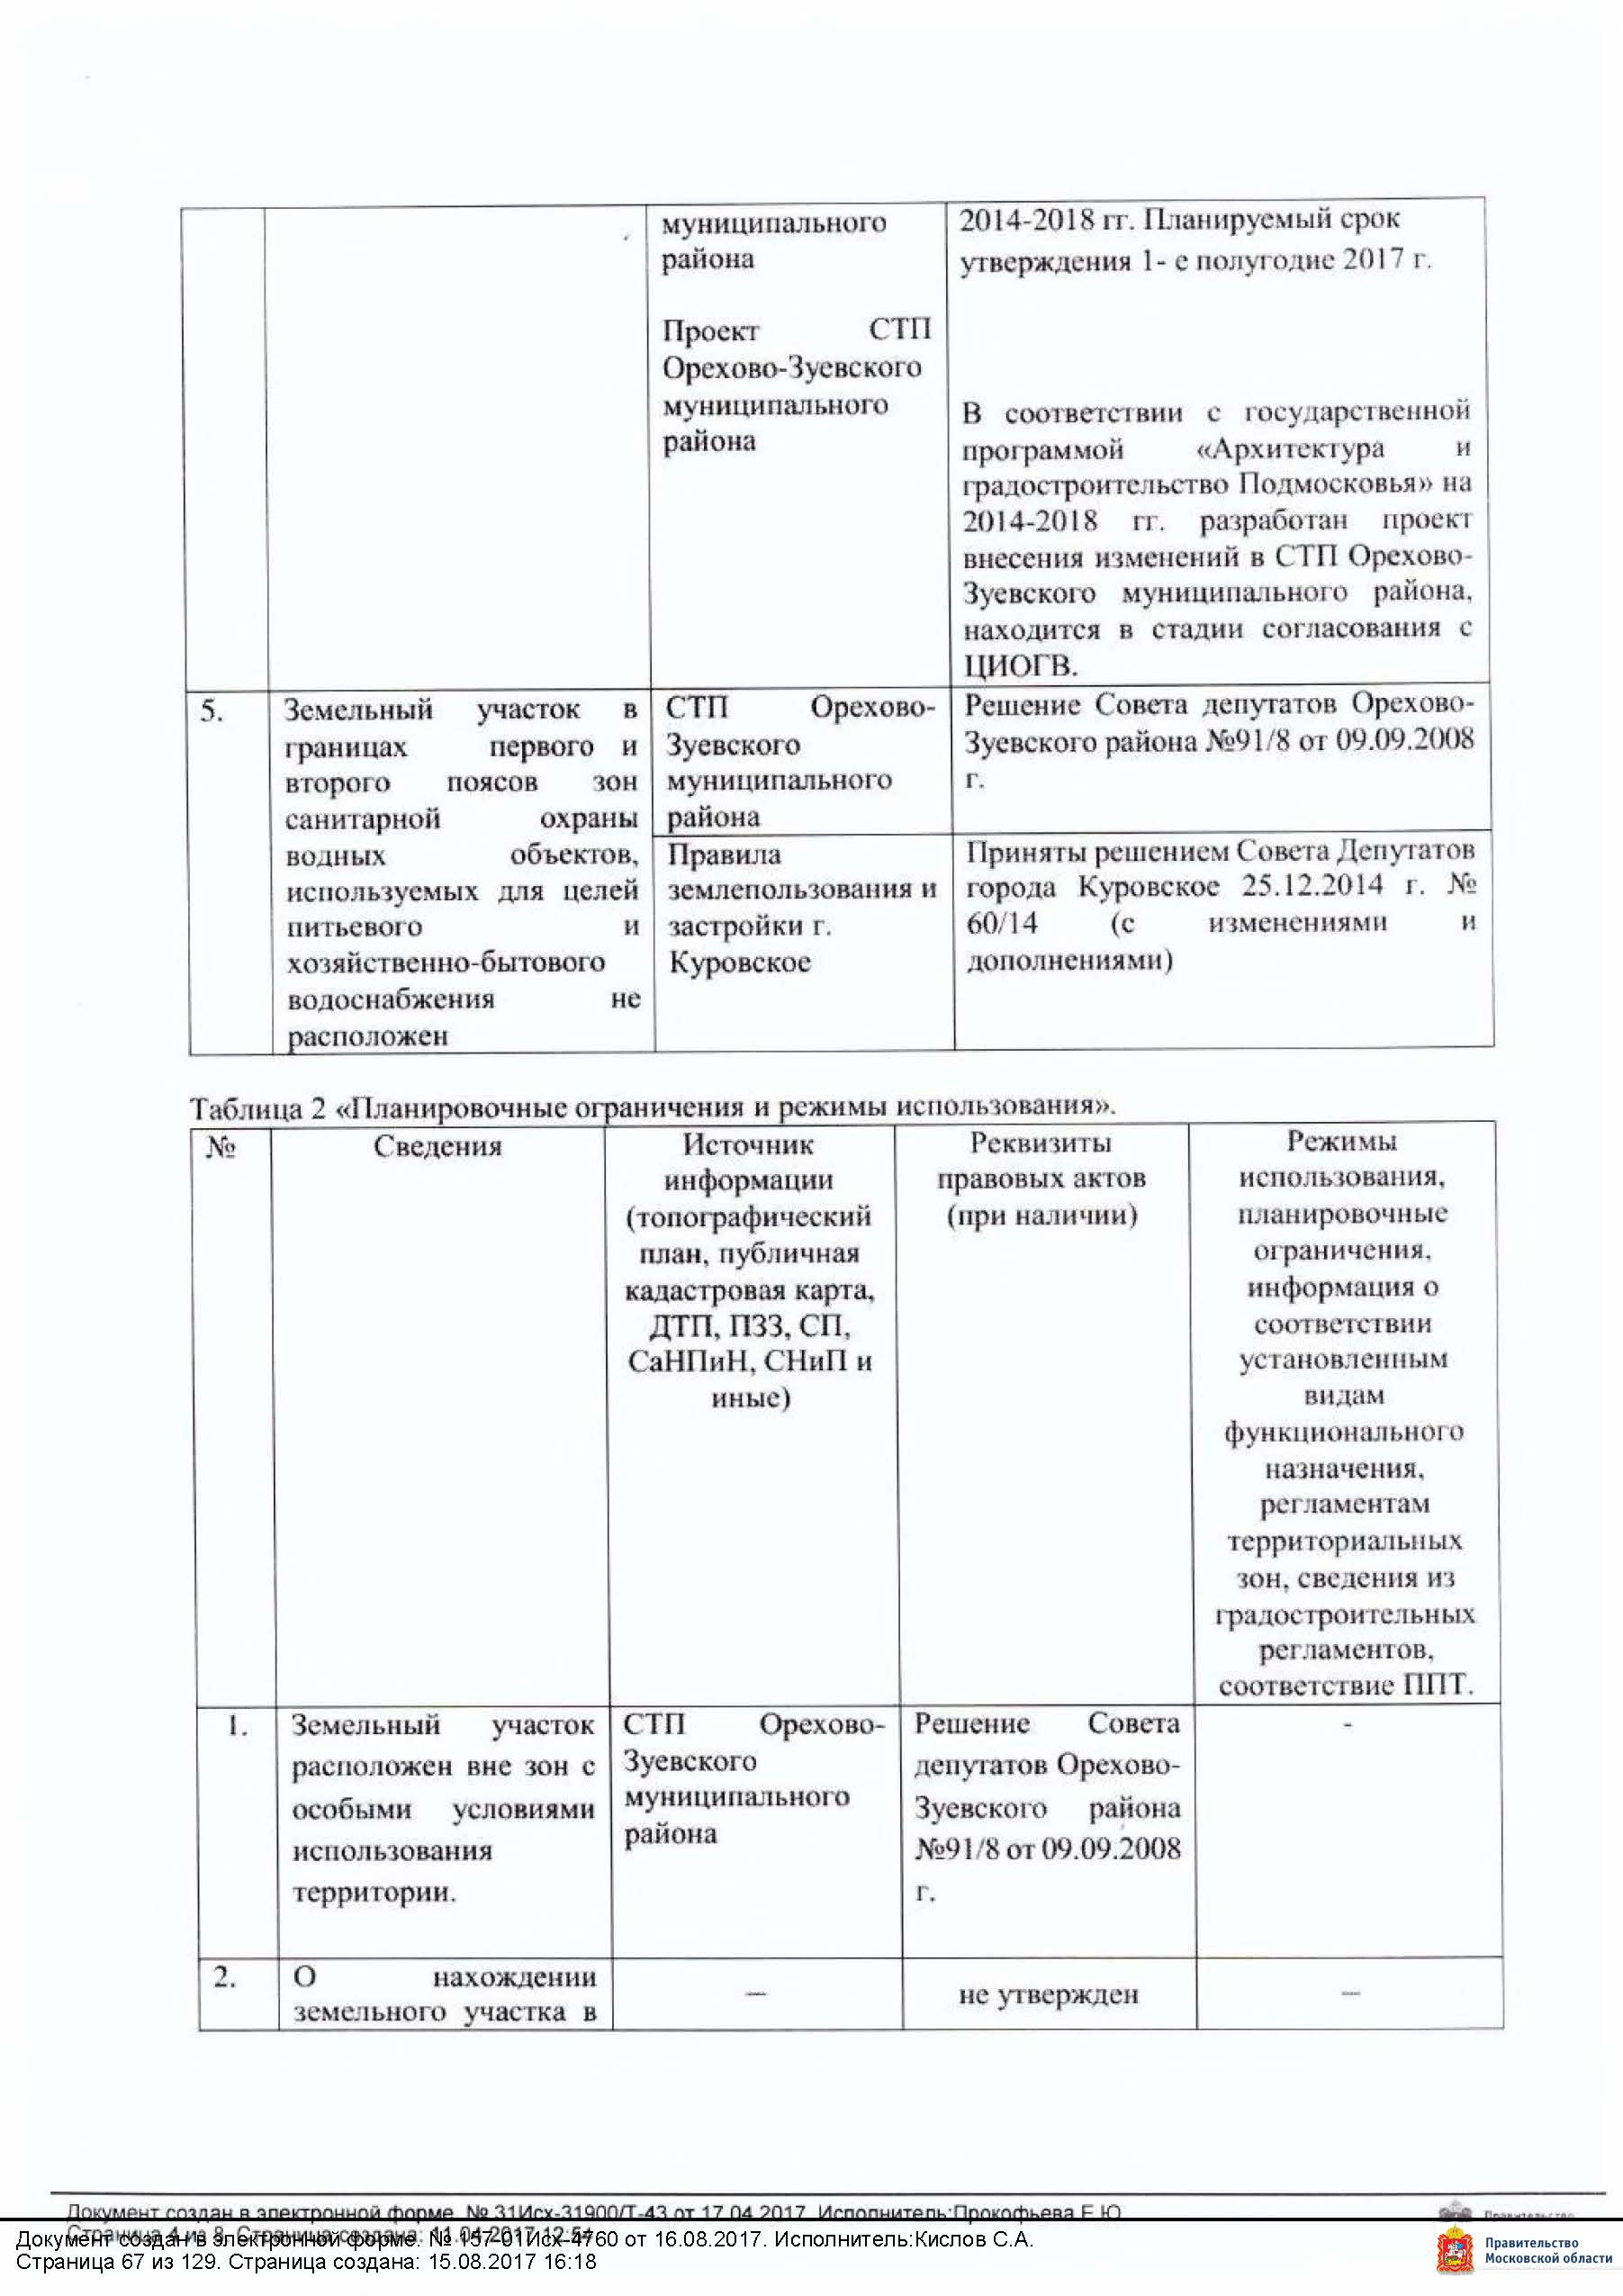 муниципального
района
Проект СТП
Орехово-Зуевского
муниципального
района
2014-2018 гг. Планируемый срок
утверждения 1- е полугодие 2017 г.
В соответствии с государственной
программой «Архитектура и
градостроительство Подмосковья» на
2014-2018 гг. разработан проект
внесения изменений в СТП Орехово-
Зуевского муниципального района,
находится в стадии согласования с
ЦИОГВ.
5.
Земельный участок в
границах первого и
второго поясов зон
санитарной охраны
водных объектов,
используемых для целей
питьевого и
хозяйственно-бытового
водоснабжения не
расположен
СТП Орехово-
Зуевского
муниципального
района
Решение Совета депутатов Орехово-
Зуевского района №91/8 от 09.09.2008
г.
Правила
землепользования и
застройки г.
Куровское
Приняты решением Совета Депутатов
города Куровское 25.12.2014 г. №
60/14 (с изменениями и
дополнениями)
Таблица 2 «Планировочные ограничения и режимы использования».
№
Сведения
Источник
информации
(топографический
план, публичная
кадастровая карта,
ДТП, ПЗЗ, СП,
СаНПиН, СНиП и
иные)
Реквизиты
правовых актов
(при наличии)
Режимы
использования,
планировочные
ограничения,
информация о
соответствии
установленным
видам
функционального
назначения,
регламентам
территориальных
зон, сведения из
градостроительных
регламентов,
соответствие ППТ.
1.
Земельный участок
расположен вне зон с
особыми условиями
использования
территории.
СТП Орехово-
Зуевского
муниципального
района
Решение Совета
депутатов Орехово-
Зуевского района
№91/8 от 09.09.2008
г.
-
2.
О нахождении
земельного участка в
—
не утвержден
—
Документ создан в электронной форме. № 31Исх-31900/Т-43 от 17.04.2017. Исполнитель:Прокофьева Е.Ю.
Страница 4 из 8. Страница создана: 11.04.2017 12:54
Документ создан в электронной форме. № 157-01Исх-4760 от 16.08.2017. Исполнитель:Кислов С.А.
Страница 67 из 129. Страница создана: 15.08.2017 16:18
Правительство
Московской области